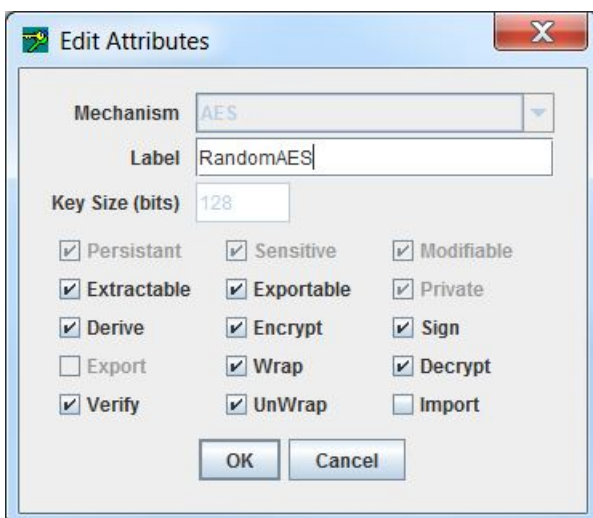 Edit Attributes
Mechanism AES
Label RandomAES
Key Size (bits) 128
Persistant Sensitive Modifiable
Extractable Exportable Private
Derive Encrypt Sign
Export Wrap Decrypt
Verify UnWrap Import
OK Cancel